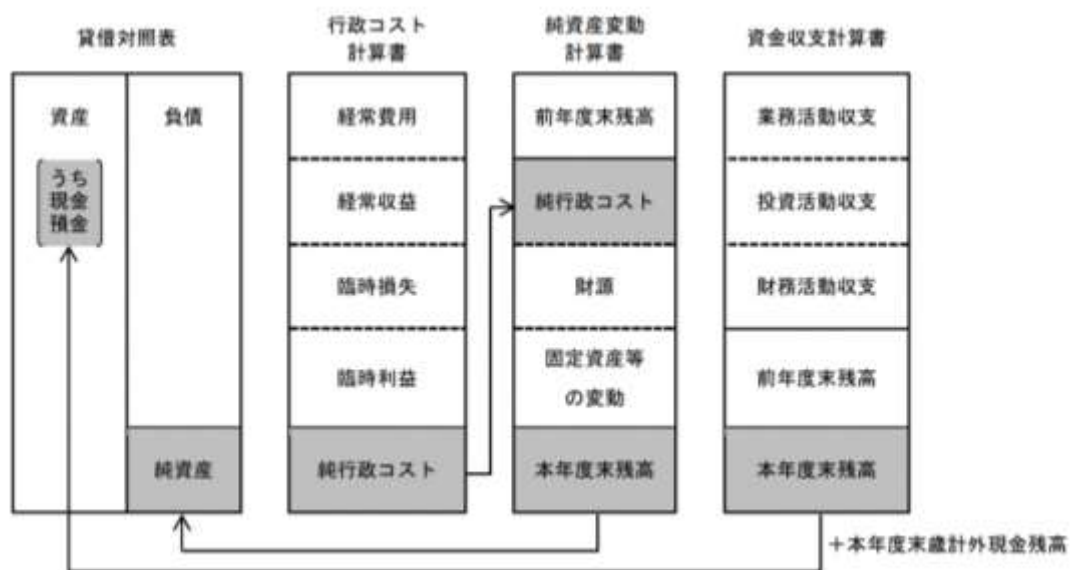 貸借対照表
資産
負債
うち
現金
預金
純資産
行政コスト
計算書
経常費用
経常収益
臨時損失
臨時利益
純行政コスト
純資産変動
計算書
前年度末残高
純行政コスト
財源
固定資産等
の変動
本年度末残高
資金収支計算書
業務活動収支
投資活動収支
財務活動収支
前年度末残高
本年度末残高
＋本年度末歳計外現金残高